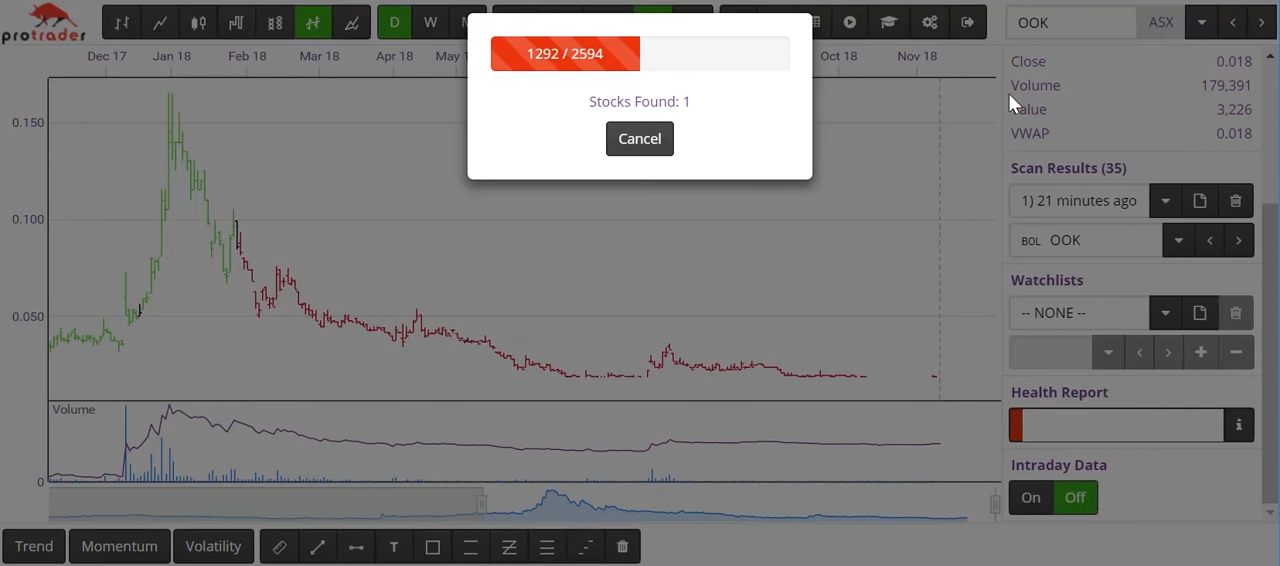 protrader
D W
OOK ASX
1292 / 2594
Stocks Found: 1
Cancel
Dec 17 Jan 18 Feb 18 Mar 18 Apr 18 May Oct 18 Nov 18
0.150
0.100
0.050
Volume
0
Close 0.018
Volume 179,391
Value 3,226
VWAP 0.018
Scan Results (35)
1) 21 minutes ago
BOL OOK
Watchlists
-- NONE --
Health Report
Intraday Data
On Off
Trend Momentum Volatility
T